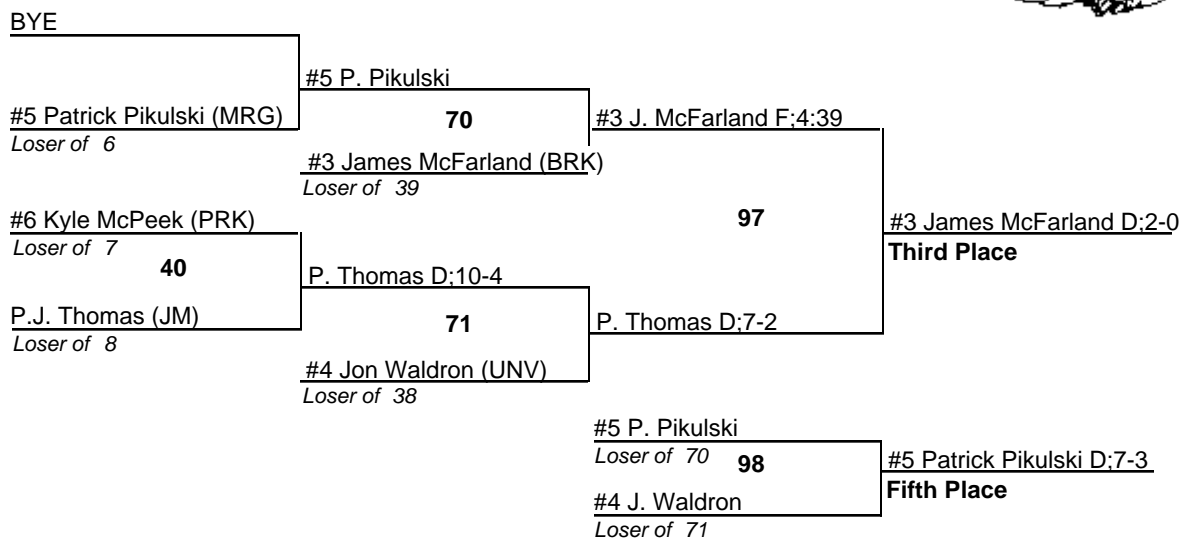 BYE
#5 P. Pikulski
#5 Patrick Pikulski (MRG)
Loser of 6
70
#3 J. McFarland F;4:39
#3 James McFarland (BRK)
Loser of 39
#6 Kyle McPeek (PRK)
Loser of 7
40
97
#3 James McFarland D;2-0
Third Place
P. Thomas D;10-4
P.J. Thomas (JM)
Loser of 8
71
P. Thomas D;7-2
#4 Jon Waldron (UNV)
Loser of 38
#5 P. Pikulski
Loser of 70
98
#5 Patrick Pikulski D;7-3
Fifth Place
#4 J. Waldron
Loser of 71